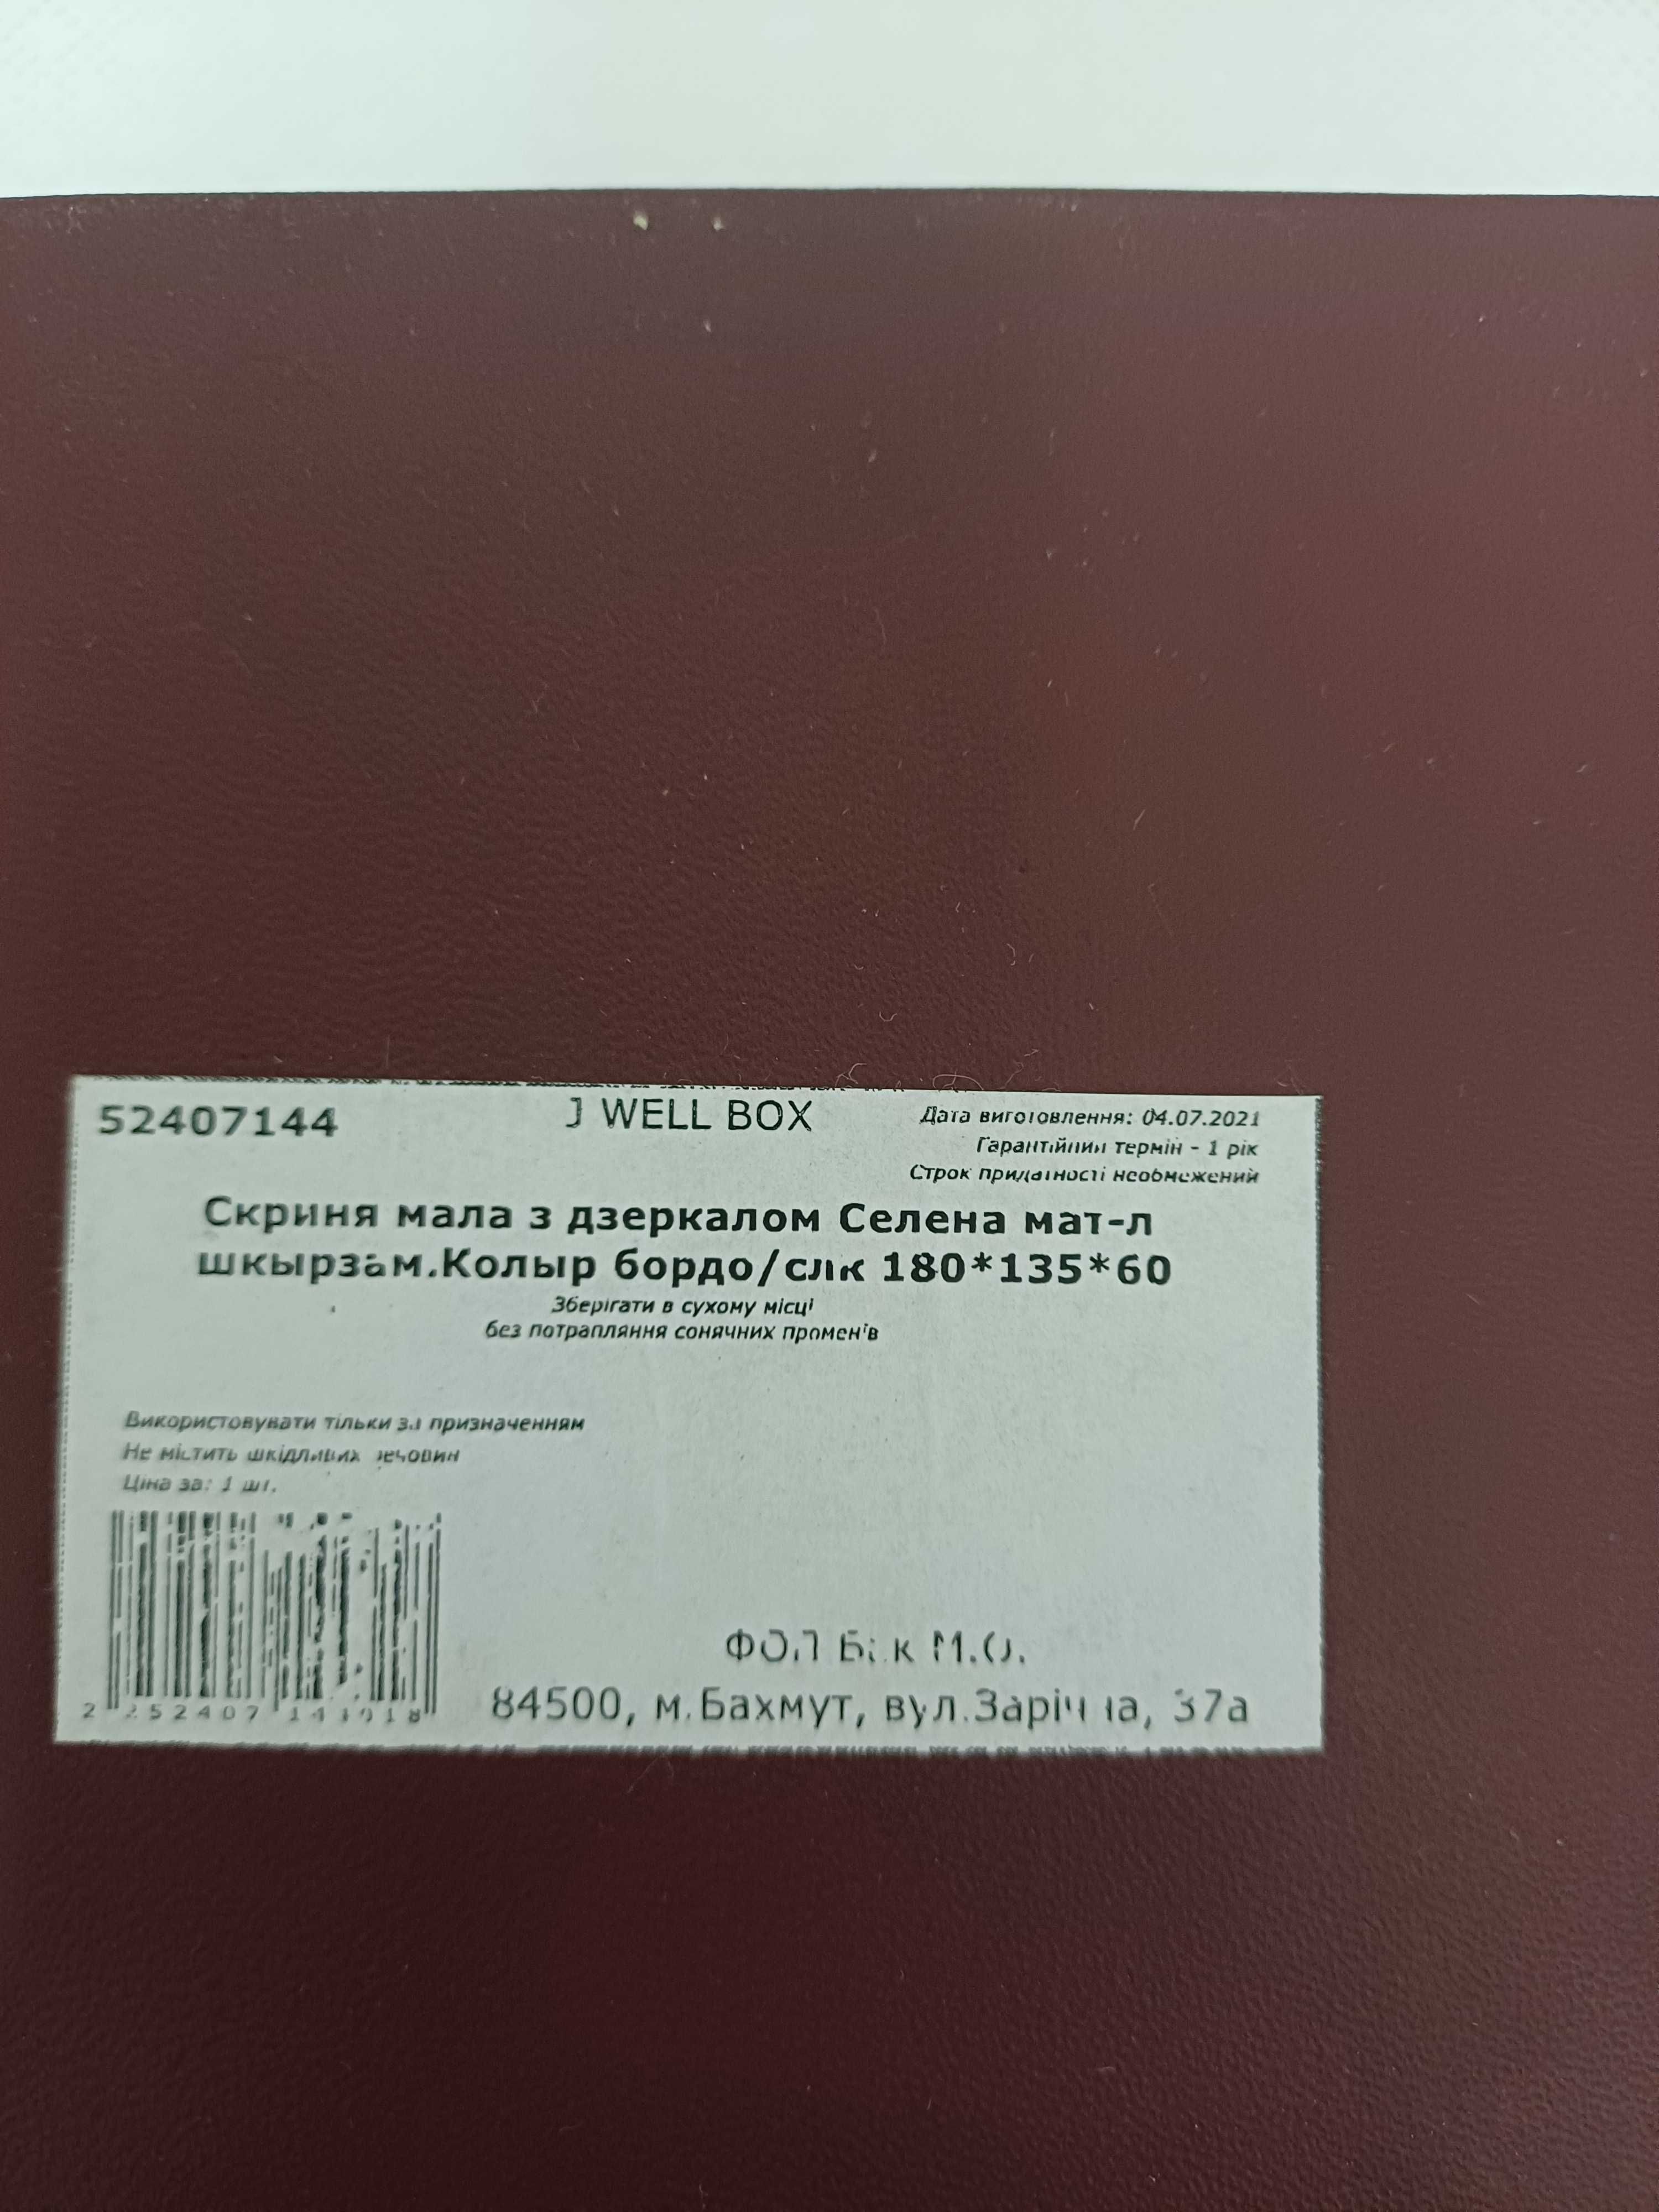 52407144
J WELL BOX
Дата виготовлення: 04.07.2021
Гарантійний термін - 1 рік
Строк придатності необмежений
Скриня мала з дзеркалом Селена мат-л
шкырзам.Колыр бордо/слк 180*135*60
Зберігати в сухому місці
без потрапляння сонячних променів
Використовувати тільки за призначенням
Не містить шкідливих речовин
Ціна за: 1 шт.
ФОП М.О.
84500, м.Бахмут, вул.Зарічна, 37а